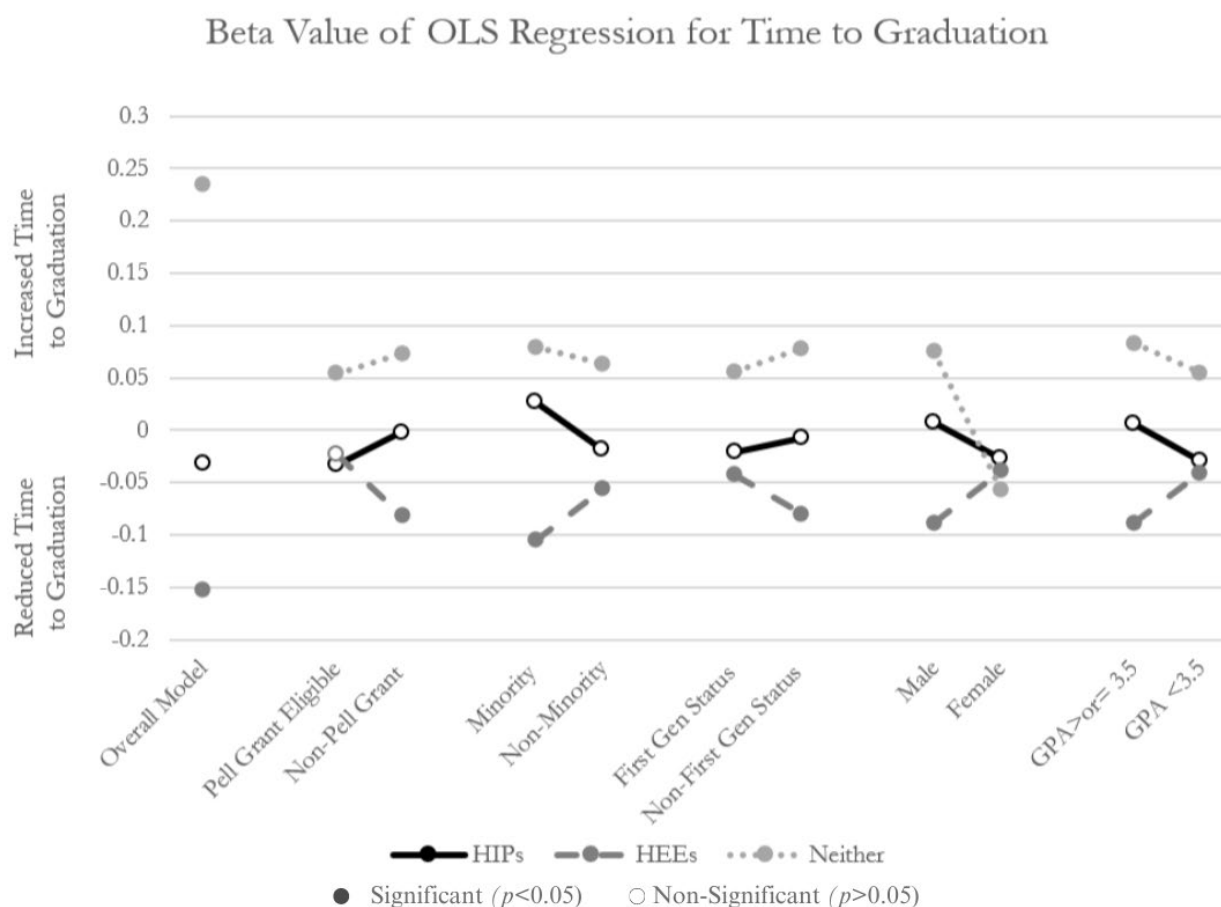 Beta Value of OLS Regression for Time to Graduation
Increased Time
to Graduation
Reduced Time
to Graduation
0.3
0.25
0.2
0.15
0.1
0.05
0
-0.05
-0.1
-0.15
-0.2
Overall Model
Pell Grant Eligible
Non-Pell Grant
Minority
Non-Minority
First Gen Status
Non-First Gen Status
Male
Female
GPA>or= 3.5
GPA <3.5
HIPs
HEEs
Neither
Significant (p<0.05)
Non-Significant (p>0.05)